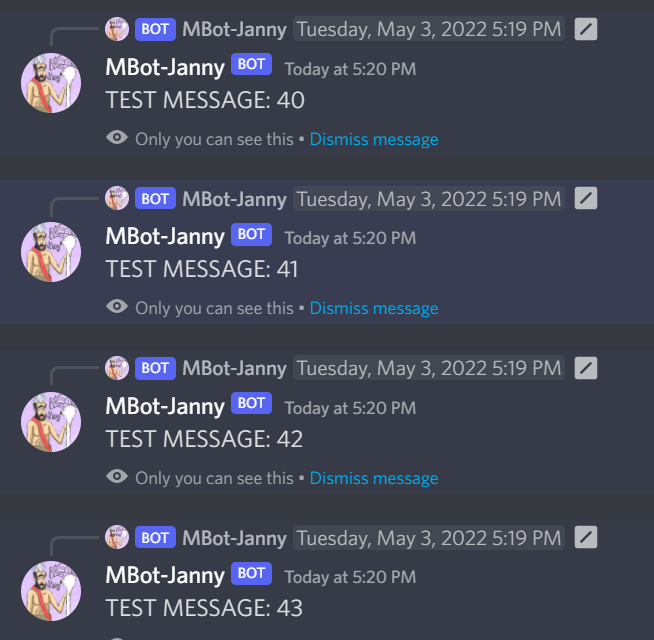 BOT MBot-Janny Tuesday, May 3, 2022 5:19 PM
MBot-Janny BOT Today at 5:20 PM
TEST MESSAGE: 40
Only you can see this • Dismiss message
BOT MBot-Janny Tuesday, May 3, 2022 5:19 PM
MBot-Janny BOT Today at 5:20 PM
TEST MESSAGE: 41
Only you can see this • Dismiss message
BOT MBot-Janny Tuesday, May 3, 2022 5:19 PM
MBot-Janny BOT Today at 5:20 PM
TEST MESSAGE: 42
Only you can see this • Dismiss message
BOT MBot-Janny Tuesday, May 3, 2022 5:19 PM
MBot-Janny BOT Today at 5:20 PM
TEST MESSAGE: 43